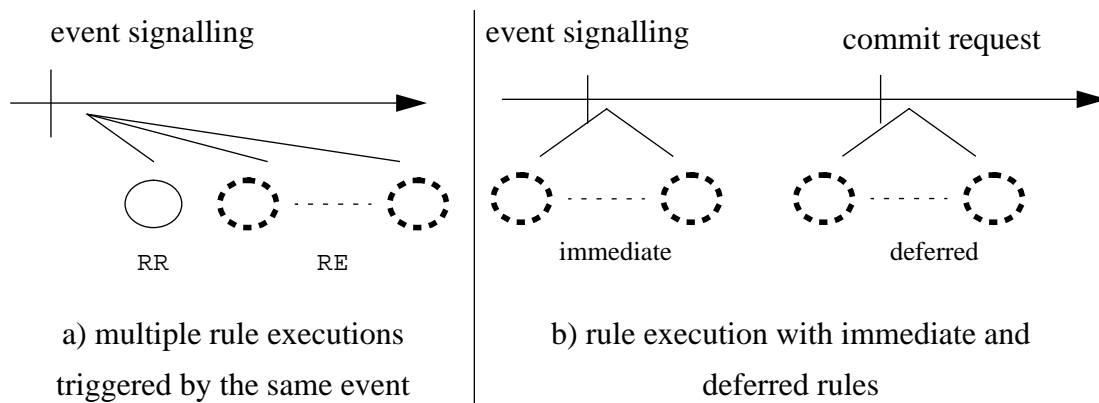 event signalling
RR
RE
a) multiple rule executions
triggered by the same event
event signalling
commit request
immediate
deferred
b) rule execution with immediate and
deferred rules